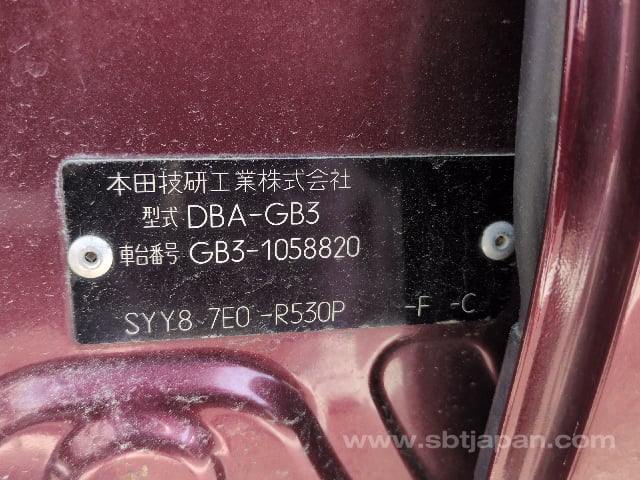 本田技研工業株式会社
型式 DBA-GB3
車台番号 GB3-1058820
SYY8 7E0 -R530P -F -C
www.sbtjapan.com